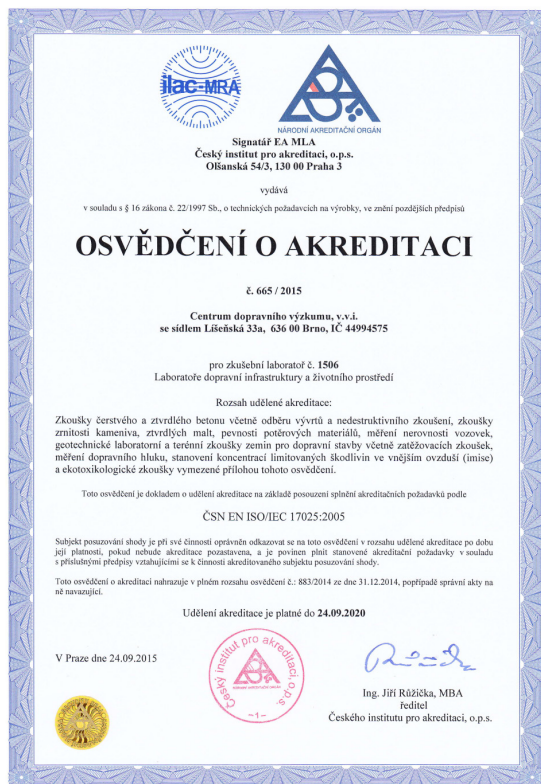 ilac-MRA
NÁRODNÍ AKREDITAČNÍ ORGÁN
Signatář EA MLA
Český institut pro akreditaci, o.p.s.
Olšanská 54/3, 130 00 Praha 3
vydává
v souladu s § 16 zákona č. 22/1997 Sb., o technických požadavcích na výrobky, ve znění pozdějších předpisů
OSVĚDČENÍ O AKREDITACI
č. 665 / 2015
Centrum dopravního výzkumu, v.v.i.
se sídlem Líšeňská 33a, 636 00 Brno, IČ 44994575
pro zkušební laboratoř č. 1506
Laboratoře dopravní infrastruktury a životního prostředí
Rozsah udělené akreditace:
Zkoušky čerstvého a ztvrdlého betonu včetně odběru vývrtů a nedestruktivního zkoušení, zkoušky
zrnitosti kameniva, ztvrdlých malt, pevnosti potěrových materiálů, měření nerovnosti vozovek,
geotechnické laboratorní a terénní zkoušky zemin pro dopravní stavby včetně zatěžovacích zkoušek,
měření dopravního hluku, stanovení koncentrací limitovaných škodlivin ve vnějším ovzduší (imise)
a ekotoxikologické zkoušky vymezené přílohou tohoto osvědčení.
Toto osvědčení je dokladem o udělení akreditace na základě posouzení splnění akreditačních požadavků podle
ČSN EN ISO/IEC 17025:2005
Subjekt posuzování shody je při své činnosti oprávněn odkazovat se na toto osvědčení v rozsahu udělené akreditace po dobu
její platnosti, pokud nebude akreditace pozastavena, a je povinen plnit stanovené akreditační požadavky v souladu
s příslušnými předpisy vztahujícími se k činnosti akreditovaného subjektu posuzování shody.
Toto osvědčení o akreditaci nahrazuje v plném rozsahu osvědčení č.: 883/2014 ze dne 31.12.2014, popřípadě správní akty na
ně navazující.
Udělení akreditace je platné do 24.09.2020
V Praze dne 24.09.2015
Český institut pro akreditaci, o.p.s.
NÁRODNÍ AKREDITAČNÍ ORGÁN
–1–
Ing. Jiří Růžička, MBA
ředitel
Českého institutu pro akreditaci, o.p.s.